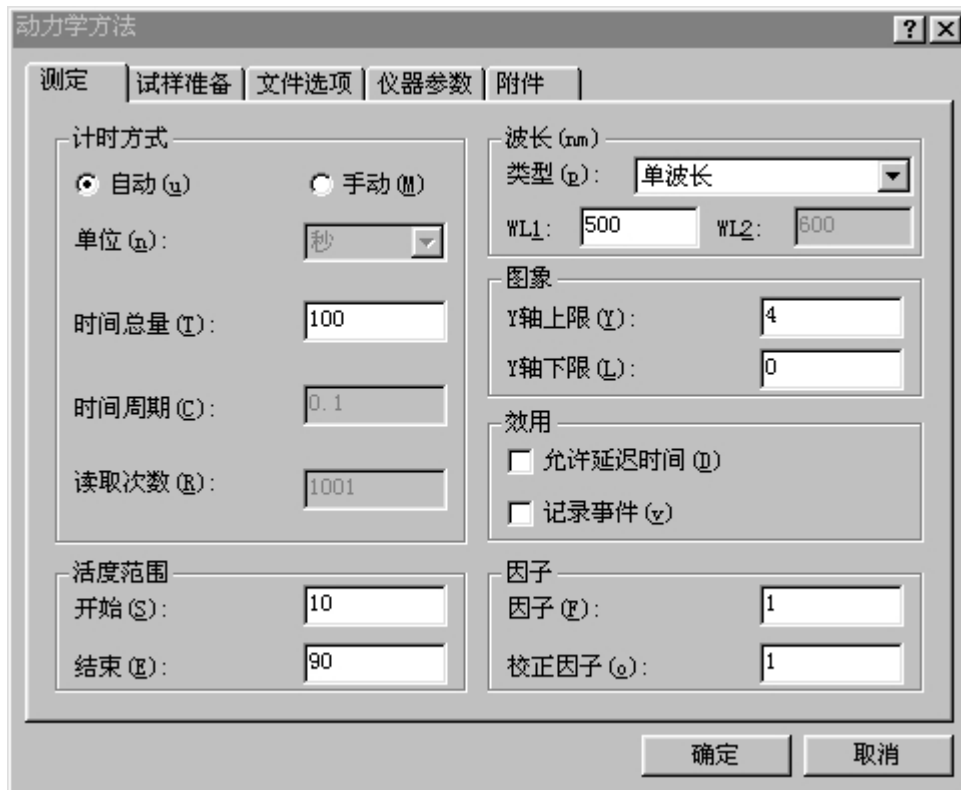 动力学方法
测定 试样准备 文件选项 仪器参数 附件
计时方式
自动(u) 手动(M)
单位(n): 秒
时间总量(T): 100
时间周期(C): 0.1
读取次数(R): 1001
波长(nm)
类型(p): 单波长
WL1: 500 WL2: 600
图象
Y轴上限(Y): 4
Y轴下限(L): 0
效用
允许延迟时间(D)
记录事件(v)
活度范围
开始(S): 10
结束(E): 90
因子
因子(F): 1
校正因子(o): 1
确定 取消